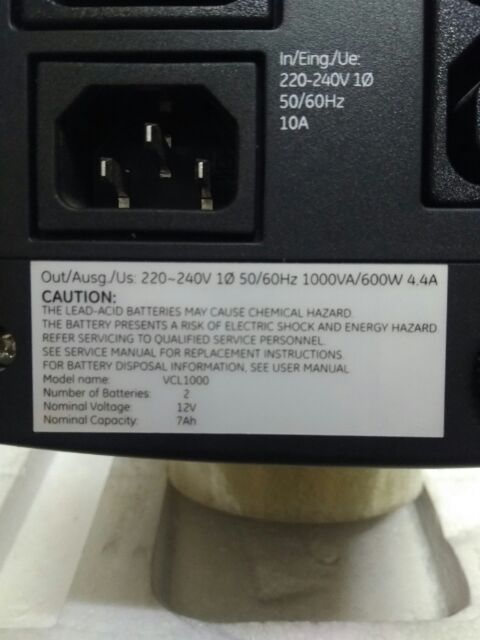 In/Eing./Ue:
220-240V 1Ø
50/60Hz
10A
Out/Ausg./Us: 220~240V 1Ø 50/60Hz 1000VA/600W 4.4A
CAUTION:
THE LEAD-ACID BATTERIES MAY CAUSE CHEMICAL HAZARD.
THE BATTERY PRESENTS A RISK OF ELECTRIC SHOCK AND ENERGY HAZARD.
REFER SERVICING TO QUALIFIED SERVICE PERSONNEL.
SEE SERVICE MANUAL FOR REPLACEMENT INSTRUCTIONS.
FOR BATTERY DISPOSAL INFORMATION, SEE USER MANUAL
Model name: VCL1000
Number of Batteries: 2
Nominal Voltage: 12V
Nominal Capacity: 7Ah